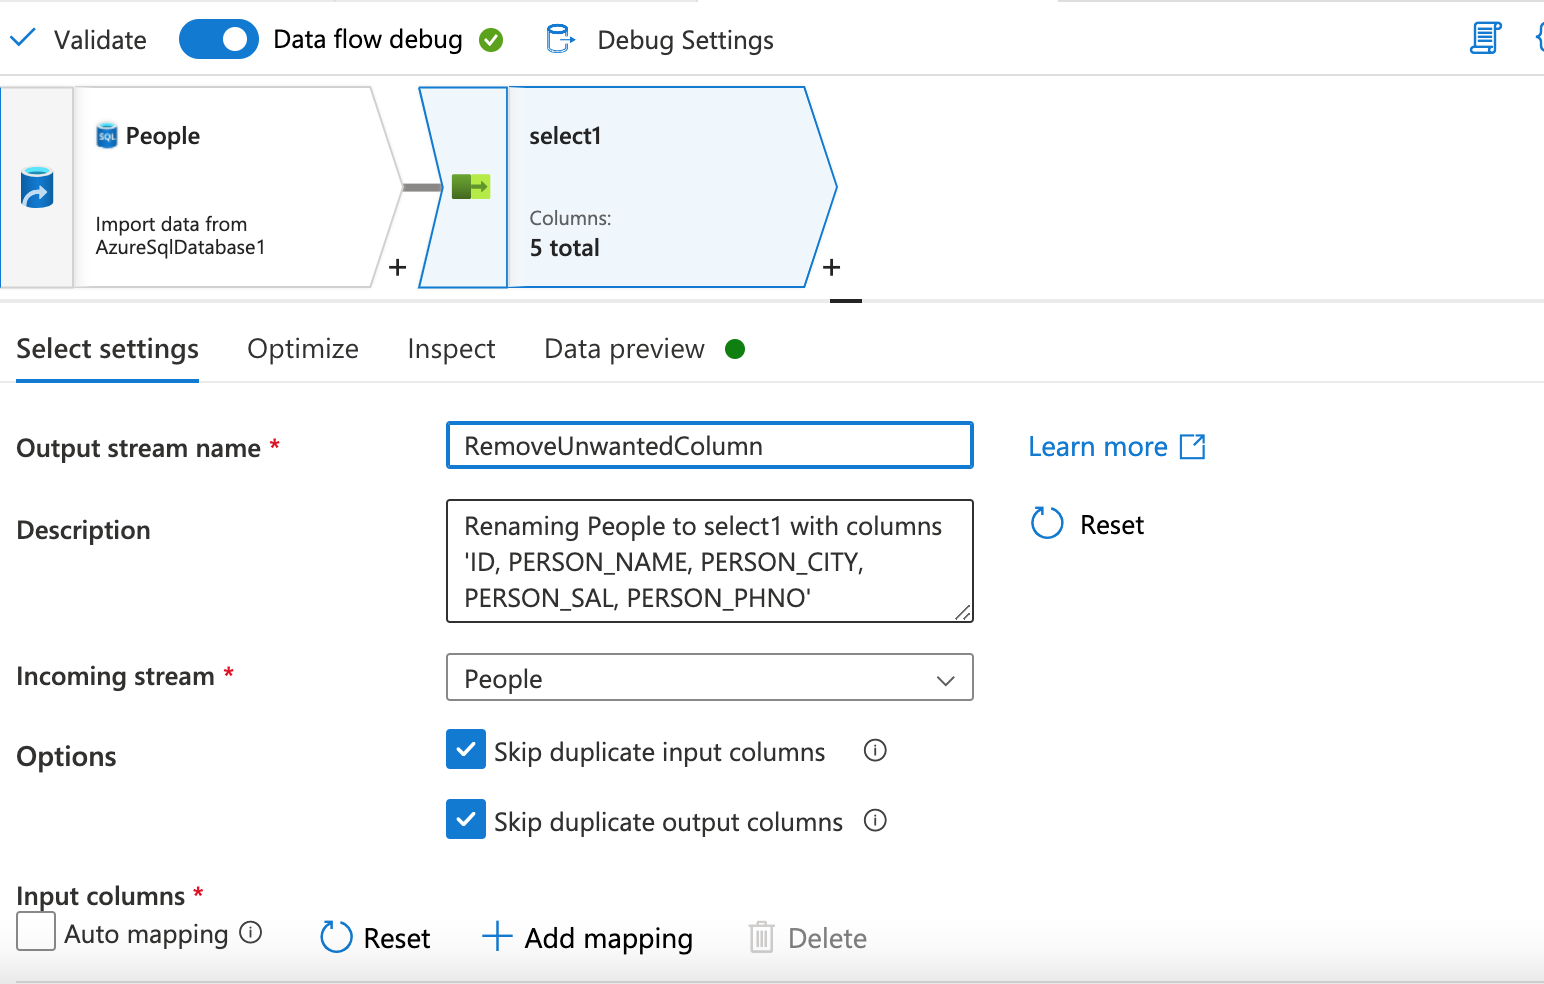 Validate
Data flow debug
Debug Settings
SQL
People
Import data from
AzureSqlDatabase1
+
select1
Columns:
5 total
+
Select settings
Optimize
Inspect
Data preview
Output stream name *
RemoveUnwantedColumn
Learn more
Description
Renaming People to select1 with columns
'ID, PERSON_NAME, PERSON_CITY,
PERSON_SAL, PERSON_PHNO'
Reset
Incoming stream *
People
Options
Skip duplicate input columns
Skip duplicate output columns
Input columns *
Auto mapping
Reset
Add mapping
Delete